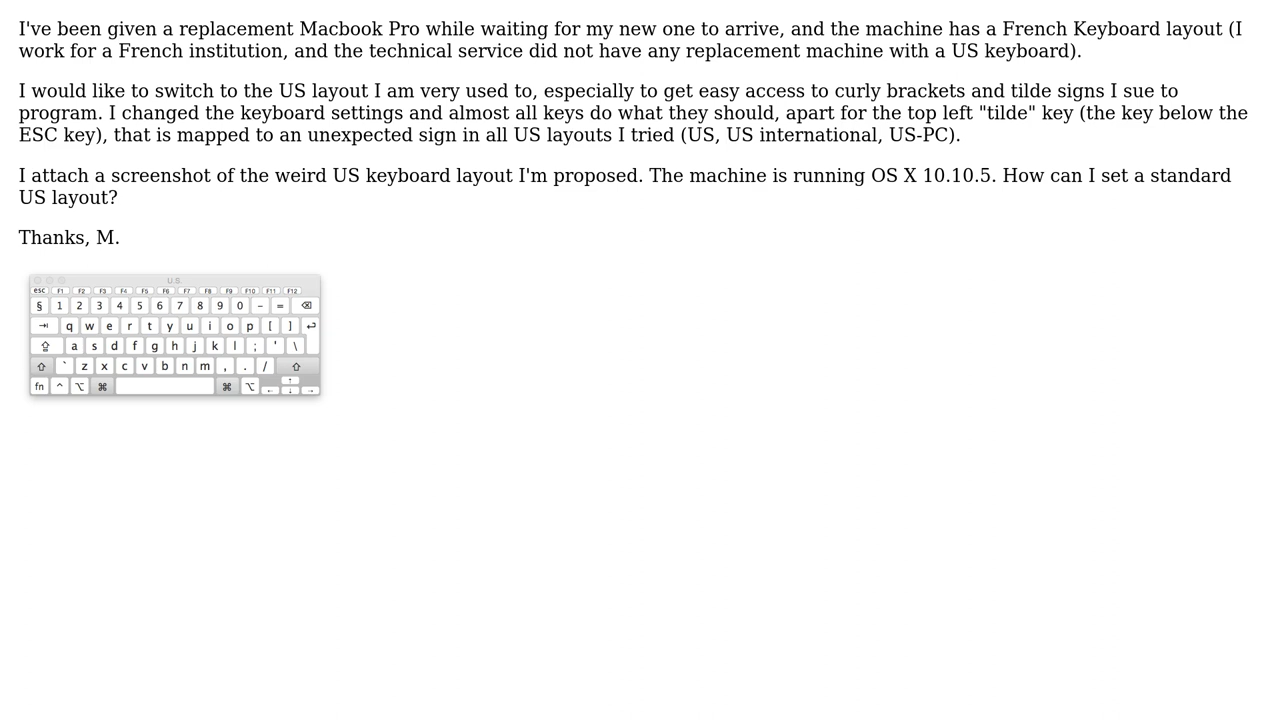 I've been given a replacement Macbook Pro while waiting for my new one to arrive, and the machine has a French Keyboard layout (I
work for a French institution, and the technical service did not have any replacement machine with a US keyboard).
I would like to switch to the US layout I am very used to, especially to get easy access to curly brackets and tilde signs I sue to
program. I changed the keyboard settings and almost all keys do what they should, apart for the top left "tilde" key (the key below the
ESC key), that is mapped to an unexpected sign in all US layouts I tried (US, US international, US-PC).
I attach a screenshot of the weird US keyboard layout I'm proposed. The machine is running OS X 10.10.5. How can I set a standard
US layout?
Thanks, M.
U.S.
esc F1 F2 F3 F4 F5 F6 F7 F8 F9 F10 F11 F12
§ 1 2 3 4 5 6 7 8 9 0 - = ⌫
⇥ q w e r t y u i o p [ ] ↩
⇪ a s d f g h j k l ; ' \
⇧ ` z x c v b n m , . / ⇧
fn ^ ⌥ ⌘ ⌘ ⌥ ← ↑ ↓ →